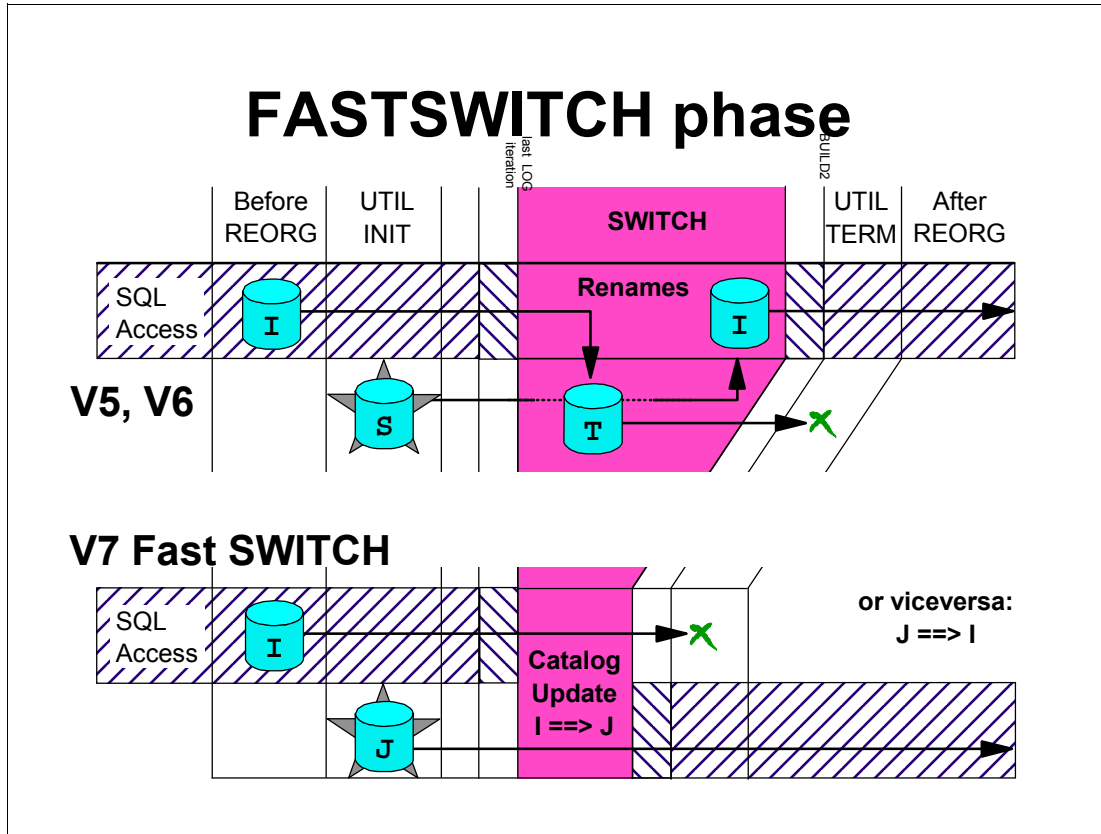 FASTSWITCH phase
last LOG
iteration
BUILD2
Before
REORG
UTIL
INIT
SWITCH
UTIL
TERM
After
REORG
SQL
Access
I
Renames
I
V5, V6
S
T
V7 Fast SWITCH
SQL
Access
I
Catalog
Update
I ==> J
or viceversa:
J ==> I
J